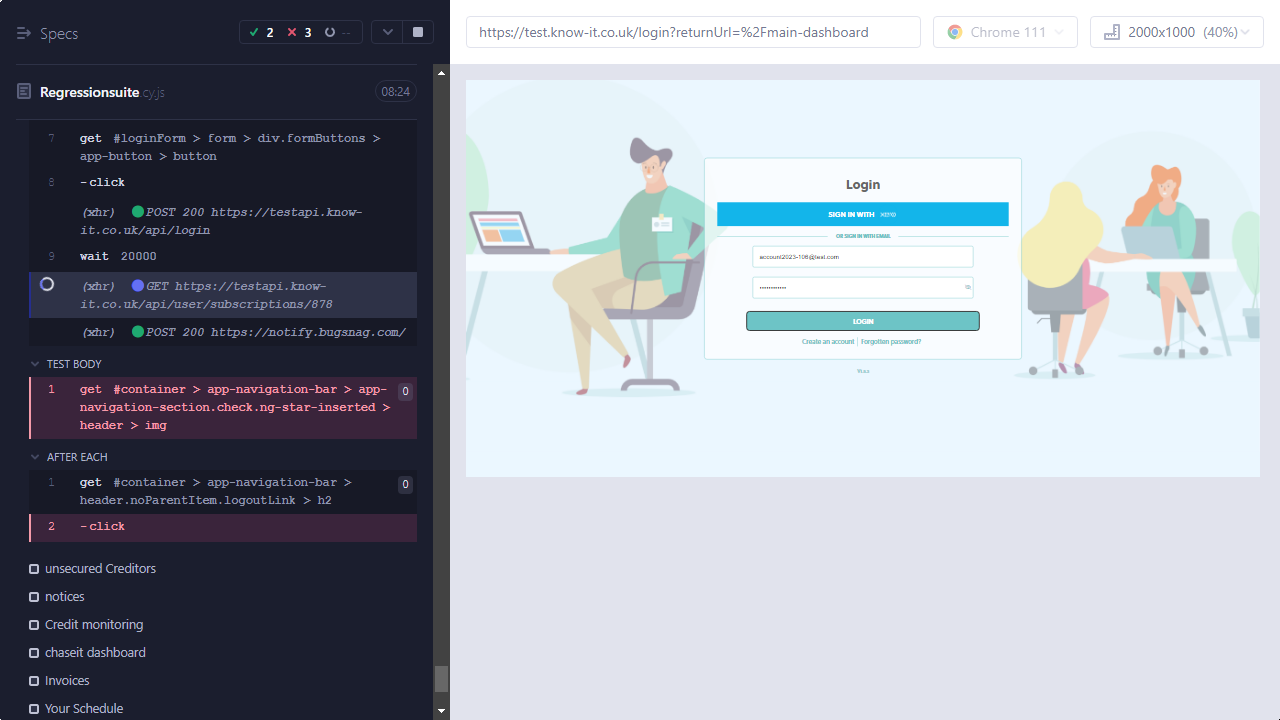 Specs
2
3
--
Regressionsuite.cy.js
08:24
7 get #loginForm > form > div.formButtons >
app-button > button
8 -click
(xhr) POST 200 https://testapi.know-
it.co.uk/api/login
9 wait 20000
(xhr) GET https://testapi.know-
it.co.uk/api/user/subscriptions/878
(xhr) POST 200 https://notify.bugsnag.com/
TEST BODY
1 get #container > app-navigation-bar > app- 0
navigation-section.check.ng-star-inserted >
header > img
AFTER EACH
1 get #container > app-navigation-bar > 0
header.noParentItem.logoutLink > h2
2 -click
unsecured Creditors
notices
Credit monitoring
chaseit dashboard
Invoices
Your Schedule
https://test.know-it.co.uk/login?returnUrl=%2Fmain-dashboard
Chrome 111
2000x1000 (40%)
Login
SIGN IN WITH xero
OR SIGN IN WITH EMAIL
account2023-106@test.com
LOGIN
Create an account | Forgotten password?